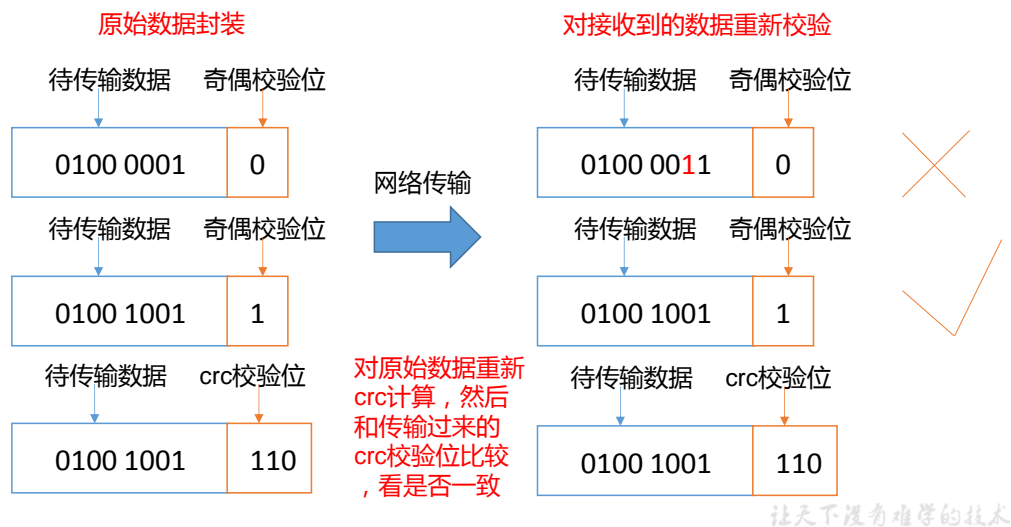 原始数据封装
对接收到的数据重新校验
待传输数据 奇偶校验位
待传输数据 奇偶校验位
0100 0001 0
0100 0011 0
网络传输
待传输数据 奇偶校验位
待传输数据 奇偶校验位
0100 1001 1
0100 1001 1
待传输数据 crc校验位
对原始数据重新
crc计算，然后
和传输过来的
crc校验位比较
，看是否一致
待传输数据 crc校验位
0100 1001 110
0100 1001 110
让天下没有难学的技术